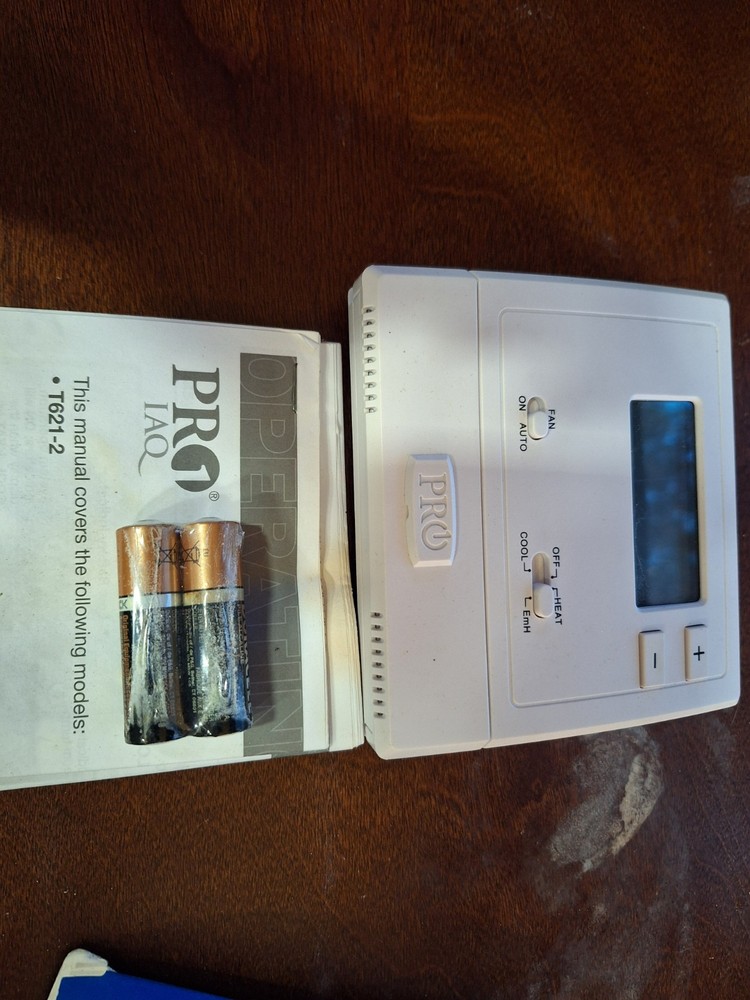 OPERATIN
PRO®
IAQ
This manual covers the following models:
• T621-2
PRO
FAN
ON AUTO
OFF HEAT
COOL EmH
+
−